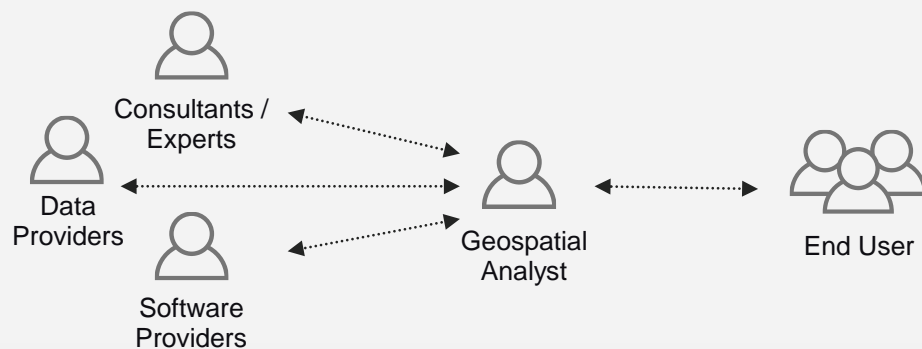 Consultants /
Experts
Data
Providers
Software
Providers
Geospatial
Analyst
End User